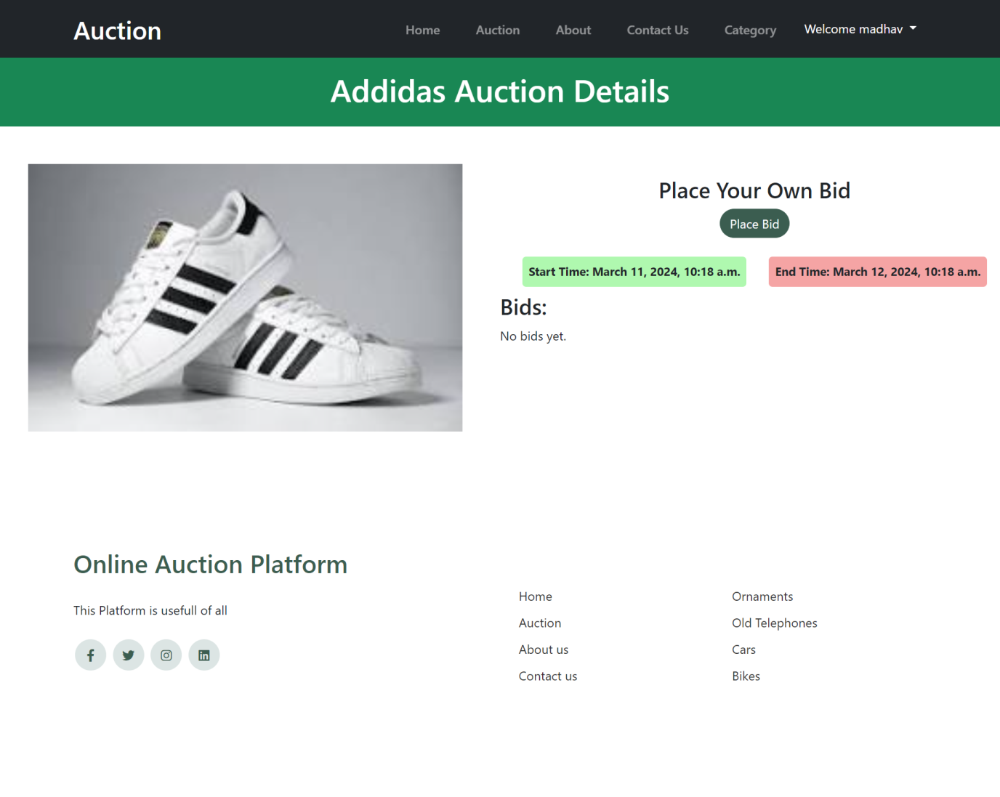 Auction
Home Auction About Contact Us Category Welcome madhav
Addidas Auction Details
Place Your Own Bid
Place Bid
Start Time: March 11, 2024, 10:18 a.m. End Time: March 12, 2024, 10:18 a.m.
Bids:
No bids yet.
Online Auction Platform
This Platform is usefull of all
Home
Auction
About us
Contact us
Ornaments
Old Telephones
Cars
Bikes